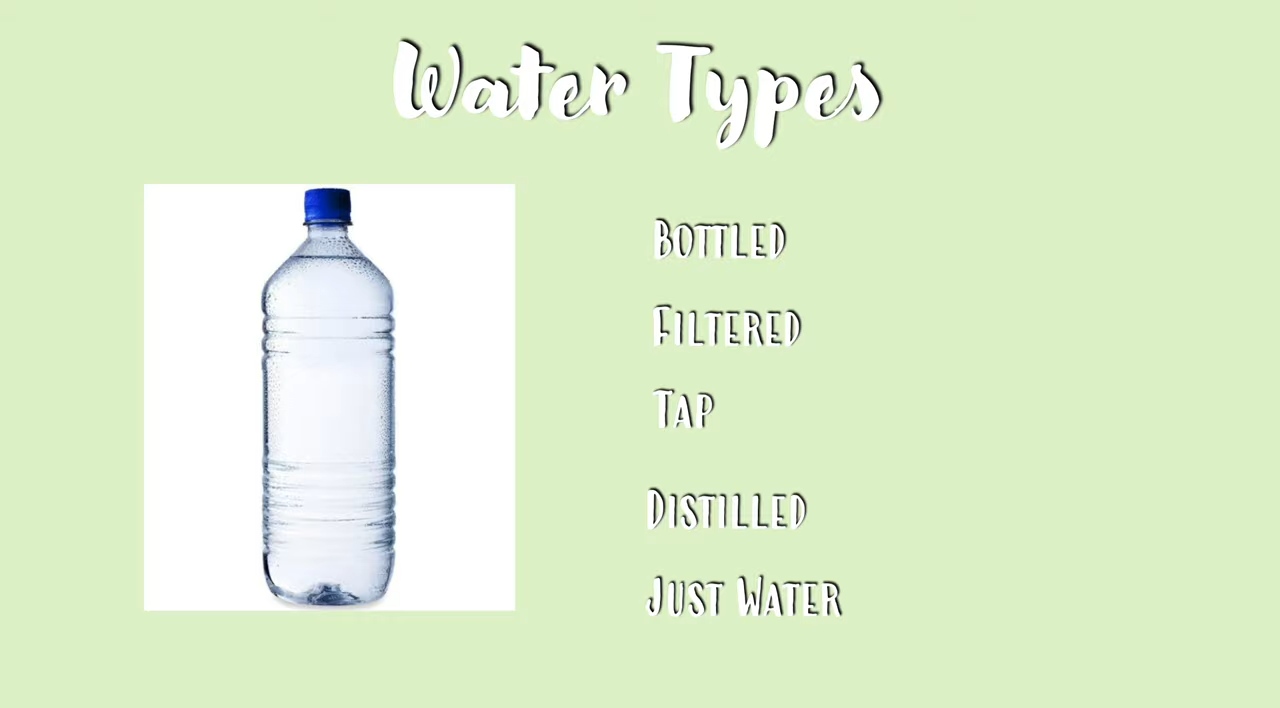 Water Types
Bottled
Filtered
Tap
Distilled
Just Water